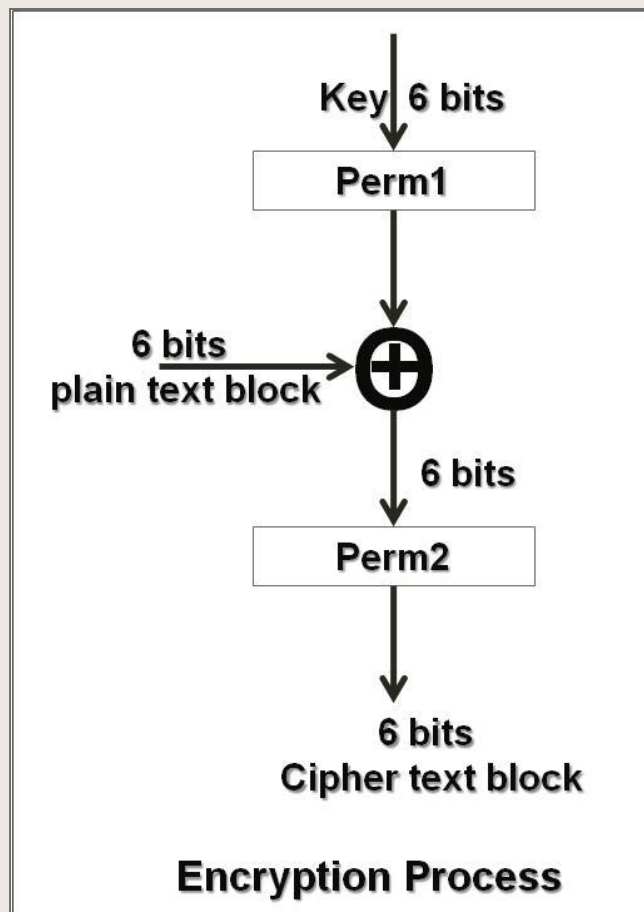 Key 6 bits
Perm1
6 bits
plain text block
6 bits
Perm2
6 bits
Cipher text block
Encryption Process